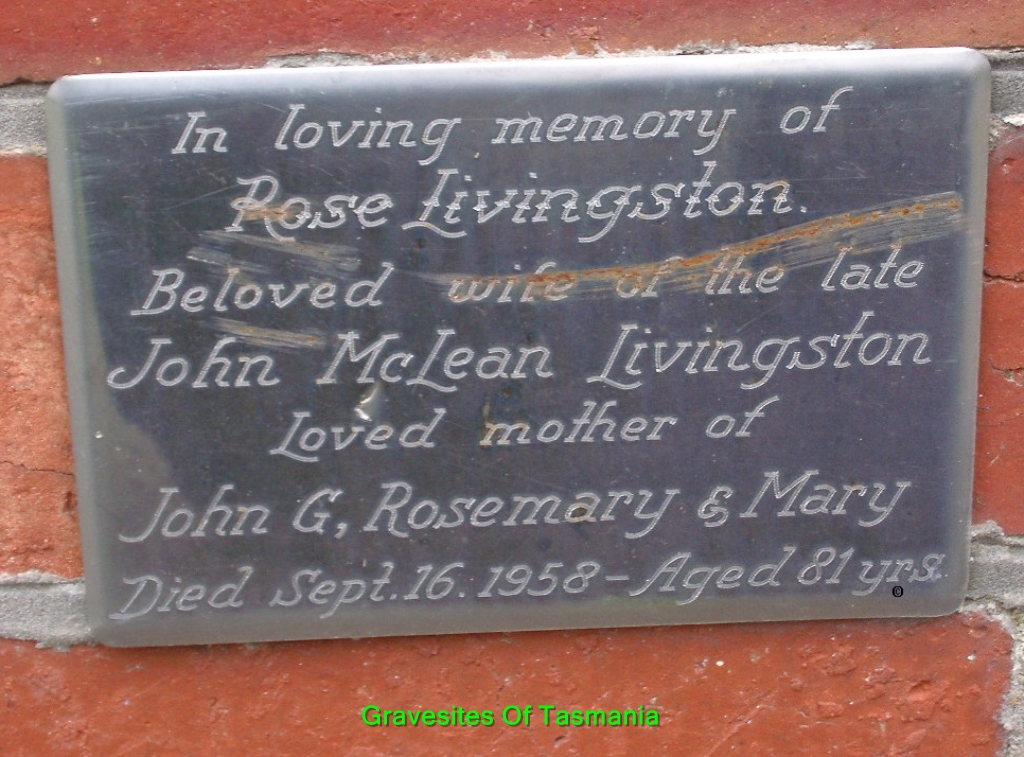 In loving memory of
Rose Livingston.
Beloved wife of the late
John McLean Livingston
Loved mother of
John G, Rosemary & Mary
Died Sept. 16. 1958 – Aged 81 yrs.
Gravesites Of Tasmania